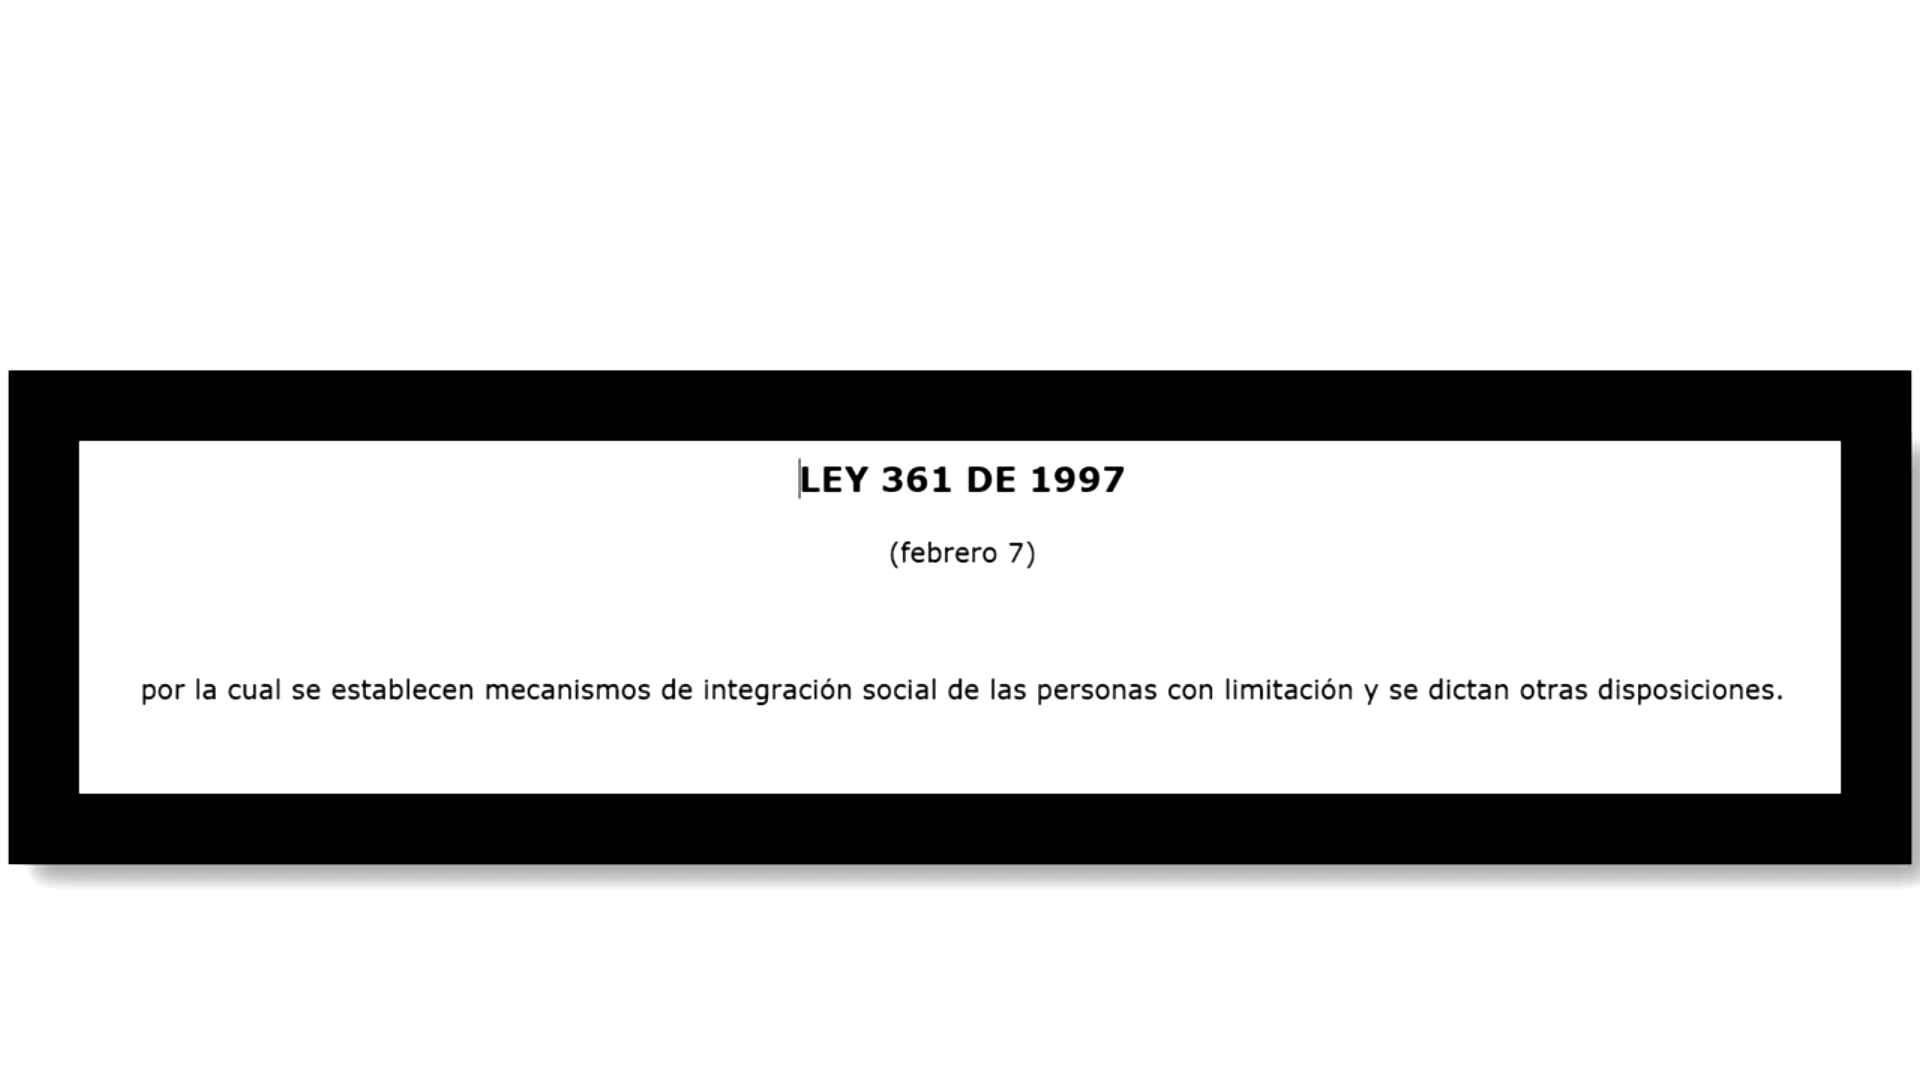 LEY 361 DE 1997
(febrero 7)
por la cual se establecen mecanismos de integración social de las personas con limitación y se dictan otras disposiciones.